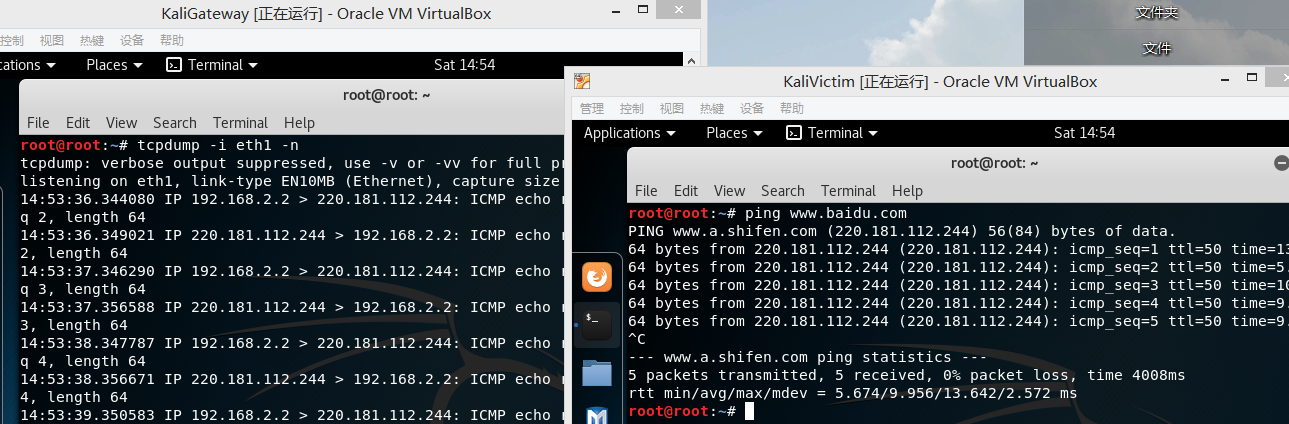 KaliGateway [正在运行] - Oracle VM VirtualBox
控制 视图 热键 设备 帮助
Places Terminal Sat 14:54
root@root: ~
File Edit View Search Terminal Help
root@root:~# tcpdump -i eth1 -n
tcpdump: verbose output suppressed, use -v or -vv for full
listening on eth1, link-type EN10MB (Ethernet), capture size
14:53:36.344080 IP 192.168.2.2 > 220.181.112.244: ICMP echo
q 2, length 64
14:53:36.349021 IP 220.181.112.244 > 192.168.2.2: ICMP echo
2, length 64
14:53:37.346290 IP 192.168.2.2 > 220.181.112.244: ICMP echo
q 3, length 64
14:53:37.356588 IP 220.181.112.244 > 192.168.2.2: ICMP echo
3, length 64
14:53:38.347787 IP 192.168.2.2 > 220.181.112.244: ICMP echo
q 4, length 64
14:53:38.356671 IP 220.181.112.244 > 192.168.2.2: ICMP echo
4, length 64
14:53:39.350583 IP 192.168.2.2 > 220.181.112.244: ICMP echo
文件夹
文件
KaliVictim [正在运行] - Oracle VM VirtualBox
管理 控制 视图 热键 设备 帮助
Applications Places Terminal Sat 14:54
root@root: ~
File Edit View Search Terminal Help
root@root:~# ping www.baidu.com
PING www.a.shifen.com (220.181.112.244) 56(84) bytes of data.
64 bytes from 220.181.112.244 (220.181.112.244): icmp_seq=1 ttl=50 time=13
64 bytes from 220.181.112.244 (220.181.112.244): icmp_seq=2 ttl=50 time=5.
64 bytes from 220.181.112.244 (220.181.112.244): icmp_seq=3 ttl=50 time=10
64 bytes from 220.181.112.244 (220.181.112.244): icmp_seq=4 ttl=50 time=9.
64 bytes from 220.181.112.244 (220.181.112.244): icmp_seq=5 ttl=50 time=9.
^C
--- www.a.shifen.com ping statistics ---
5 packets transmitted, 5 received, 0% packet loss, time 4008ms
rtt min/avg/max/mdev = 5.674/9.956/13.642/2.572 ms
root@root:~#